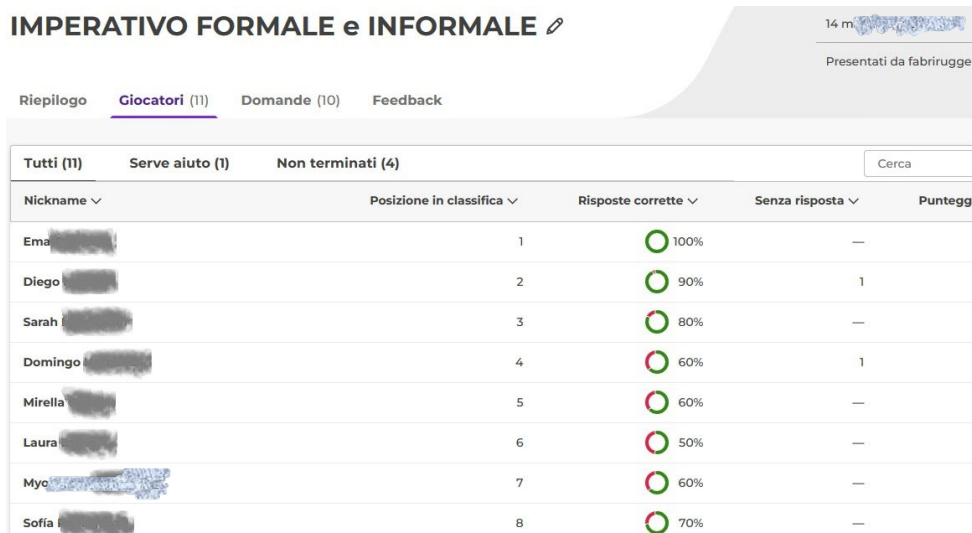 IMPERATIVO FORMALE e INFORMALE
14 m
Presentati da fabrirugge
Riepilogo Giocatori (11) Domande (10) Feedback
Tutti (11) Serve aiuto (1) Non terminati (4) Cerca
Nickname Posizione in classifica Risposte corrette Senza risposta Puntegg
Ema 1 100% —
Diego 2 90% 1
Sarah 3 80% —
Domingo 4 60% 1
Mirella 5 60% —
Laura 6 50% —
Myo 7 60% —
Sofía 8 70% —